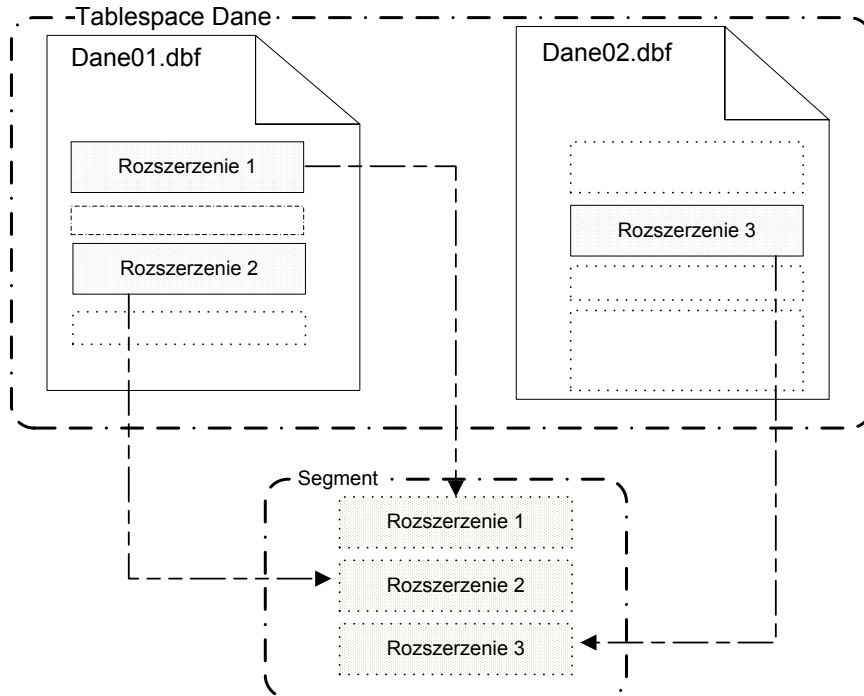 Tablespace Dane
Dane01.dbf
Rozszerzenie 1
Rozszerzenie 2
Dane02.dbf
Rozszerzenie 3
Segment
Rozszerzenie 1
Rozszerzenie 2
Rozszerzenie 3